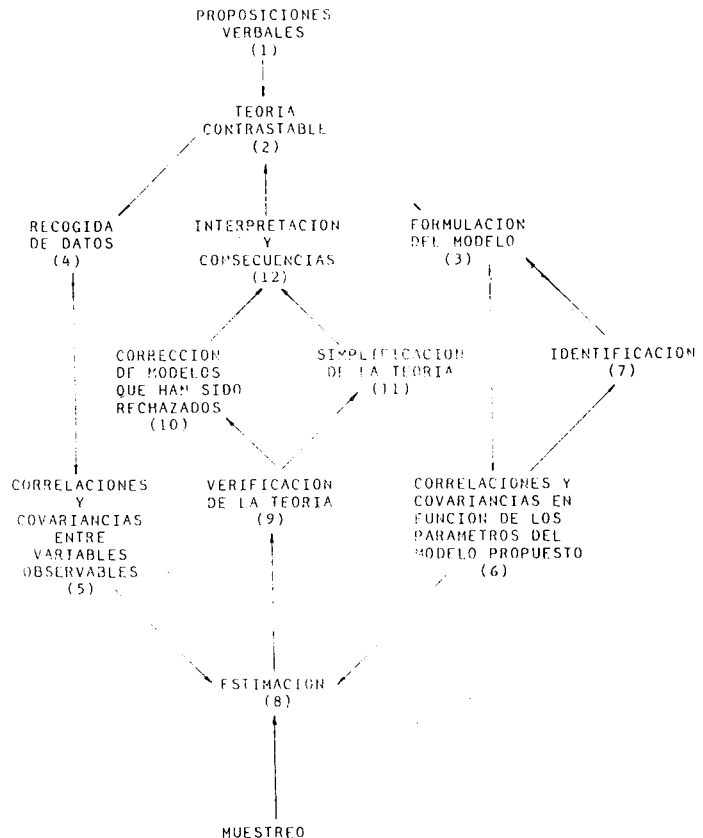 PROPOSICIONES
VERBALES
(1)
TEORIA
CONTRASTABLE
(2)
RECOGIDA
DE DATOS
(4)
INTERPRETACION
Y
CONSECUENCIAS
(12)
FORMULACION
DEL MODELO
(3)
CORRECCION
DE MODELOS
QUE HAN SIDO
RECHAZADOS
(10)
SIMPLIFICACION
DE LA TEORIA
(11)
IDENTIFICACION
(7)
CORRELACIONES
Y
COVARIANCIAS
ENTRE
VARIABLES
OBSERVABLES
(5)
VERIFICACION
DE LA TEORIA
(9)
CORRELACIONES Y
COVARIANCIAS EN
FUNCION DE LOS
PARAMETROS DEL
MODELO PROPUESTO
(6)
ESTIMACION
(8)
MUESTREO